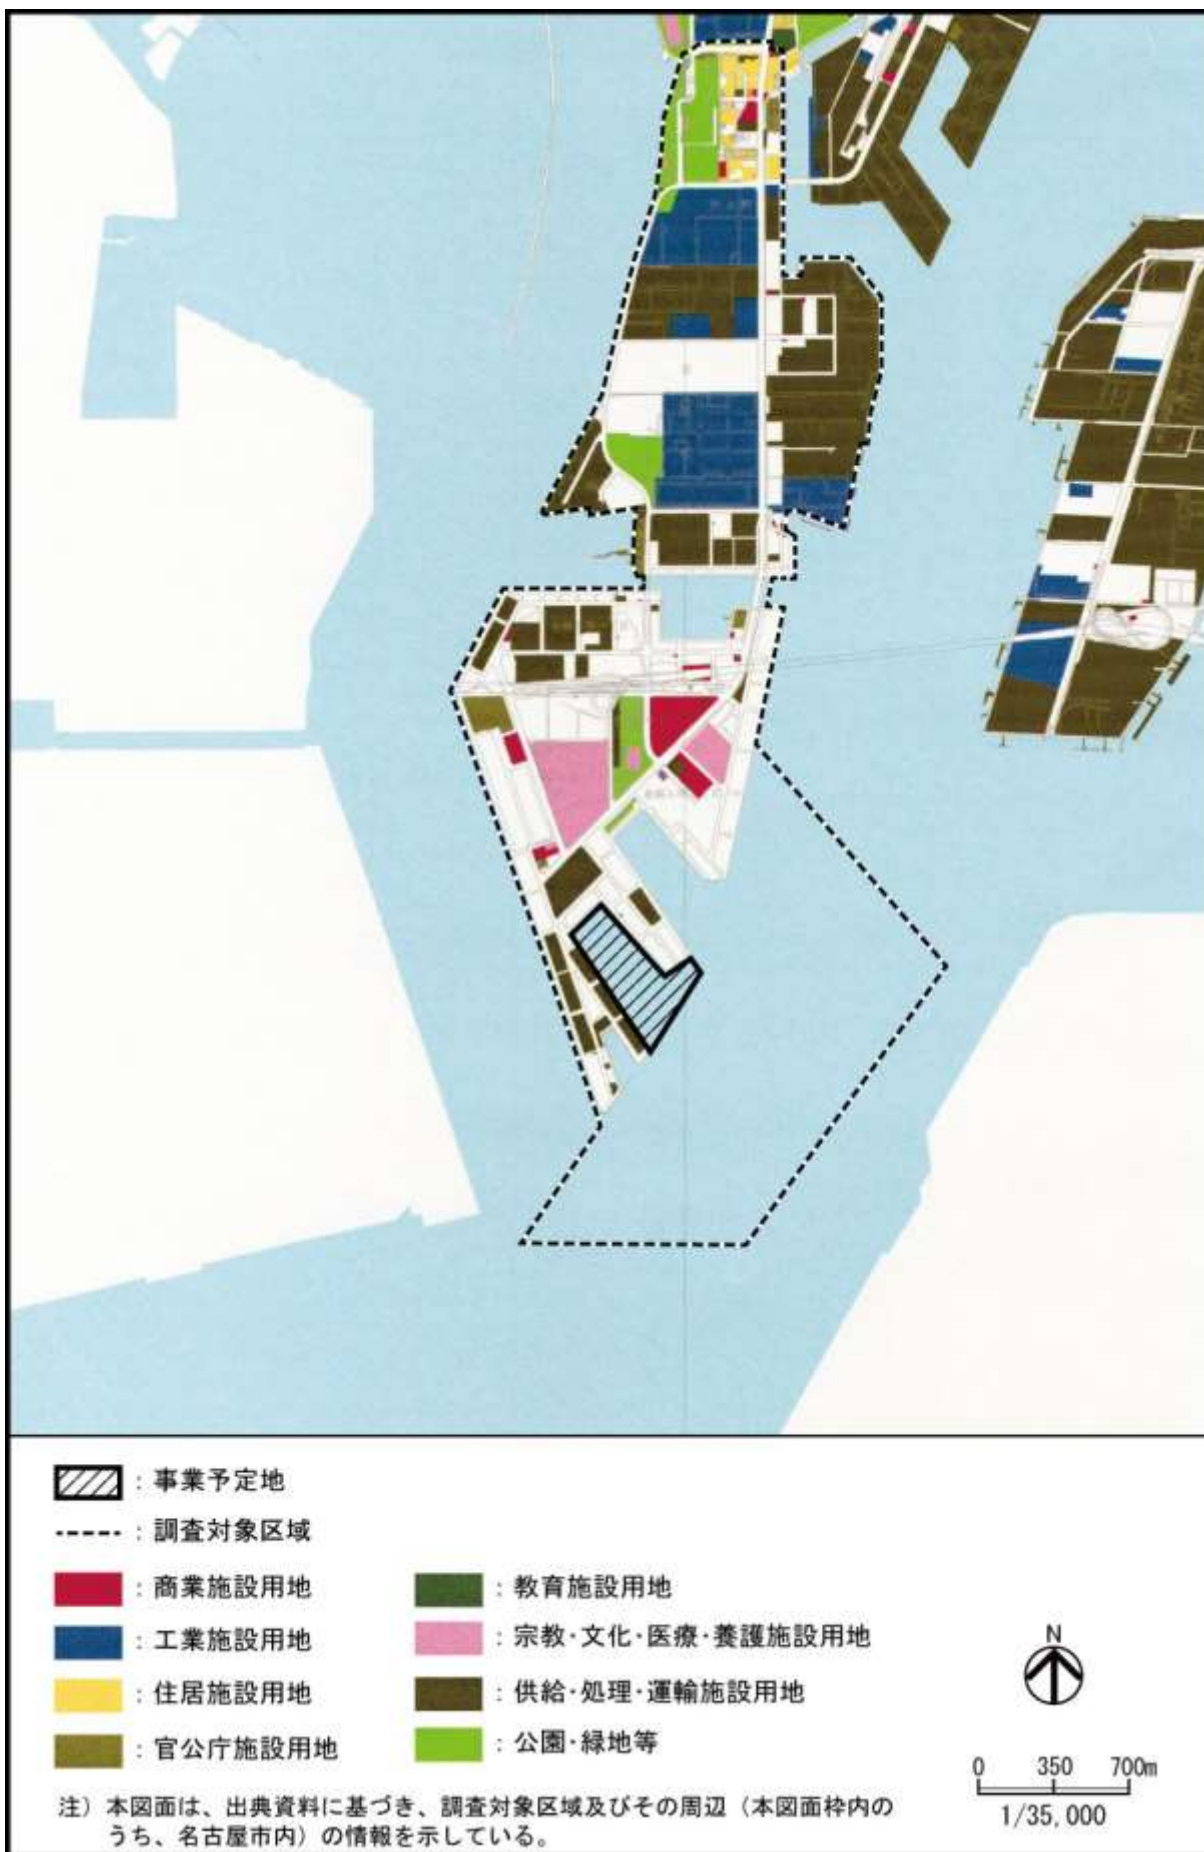 ：事業予定地
：調査対象区域
：商業施設用地
：工業施設用地
：住居施設用地
：官公庁施設用地
：教育施設用地
：宗教・文化・医療・養護施設用地
：供給・処理・運輸施設用地
：公園・緑地等
N
0 350 700m
1/35,000
注）本図面は、出典資料に基づき、調査対象区域及びその周辺（本図面枠内の
うち、名古屋市内）の情報を示している。